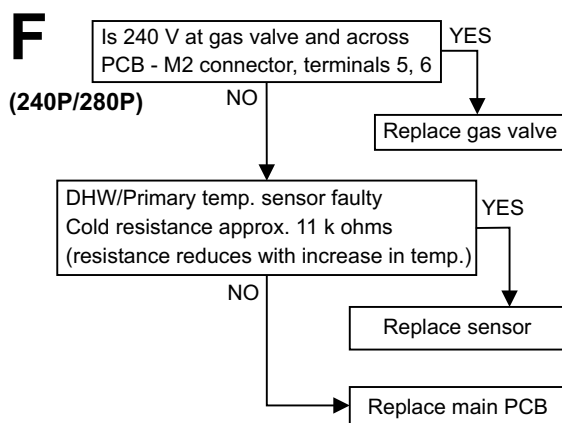 F
(240P/280P)
Is 240 V at gas valve and across
PCB - M2 connector, terminals 5, 6
YES
NO
Replace gas valve
DHW/Primary temp. sensor faulty
Cold resistance approx. 11 k ohms
(resistance reduces with increase in temp.)
YES
NO
Replace sensor
Replace main PCB